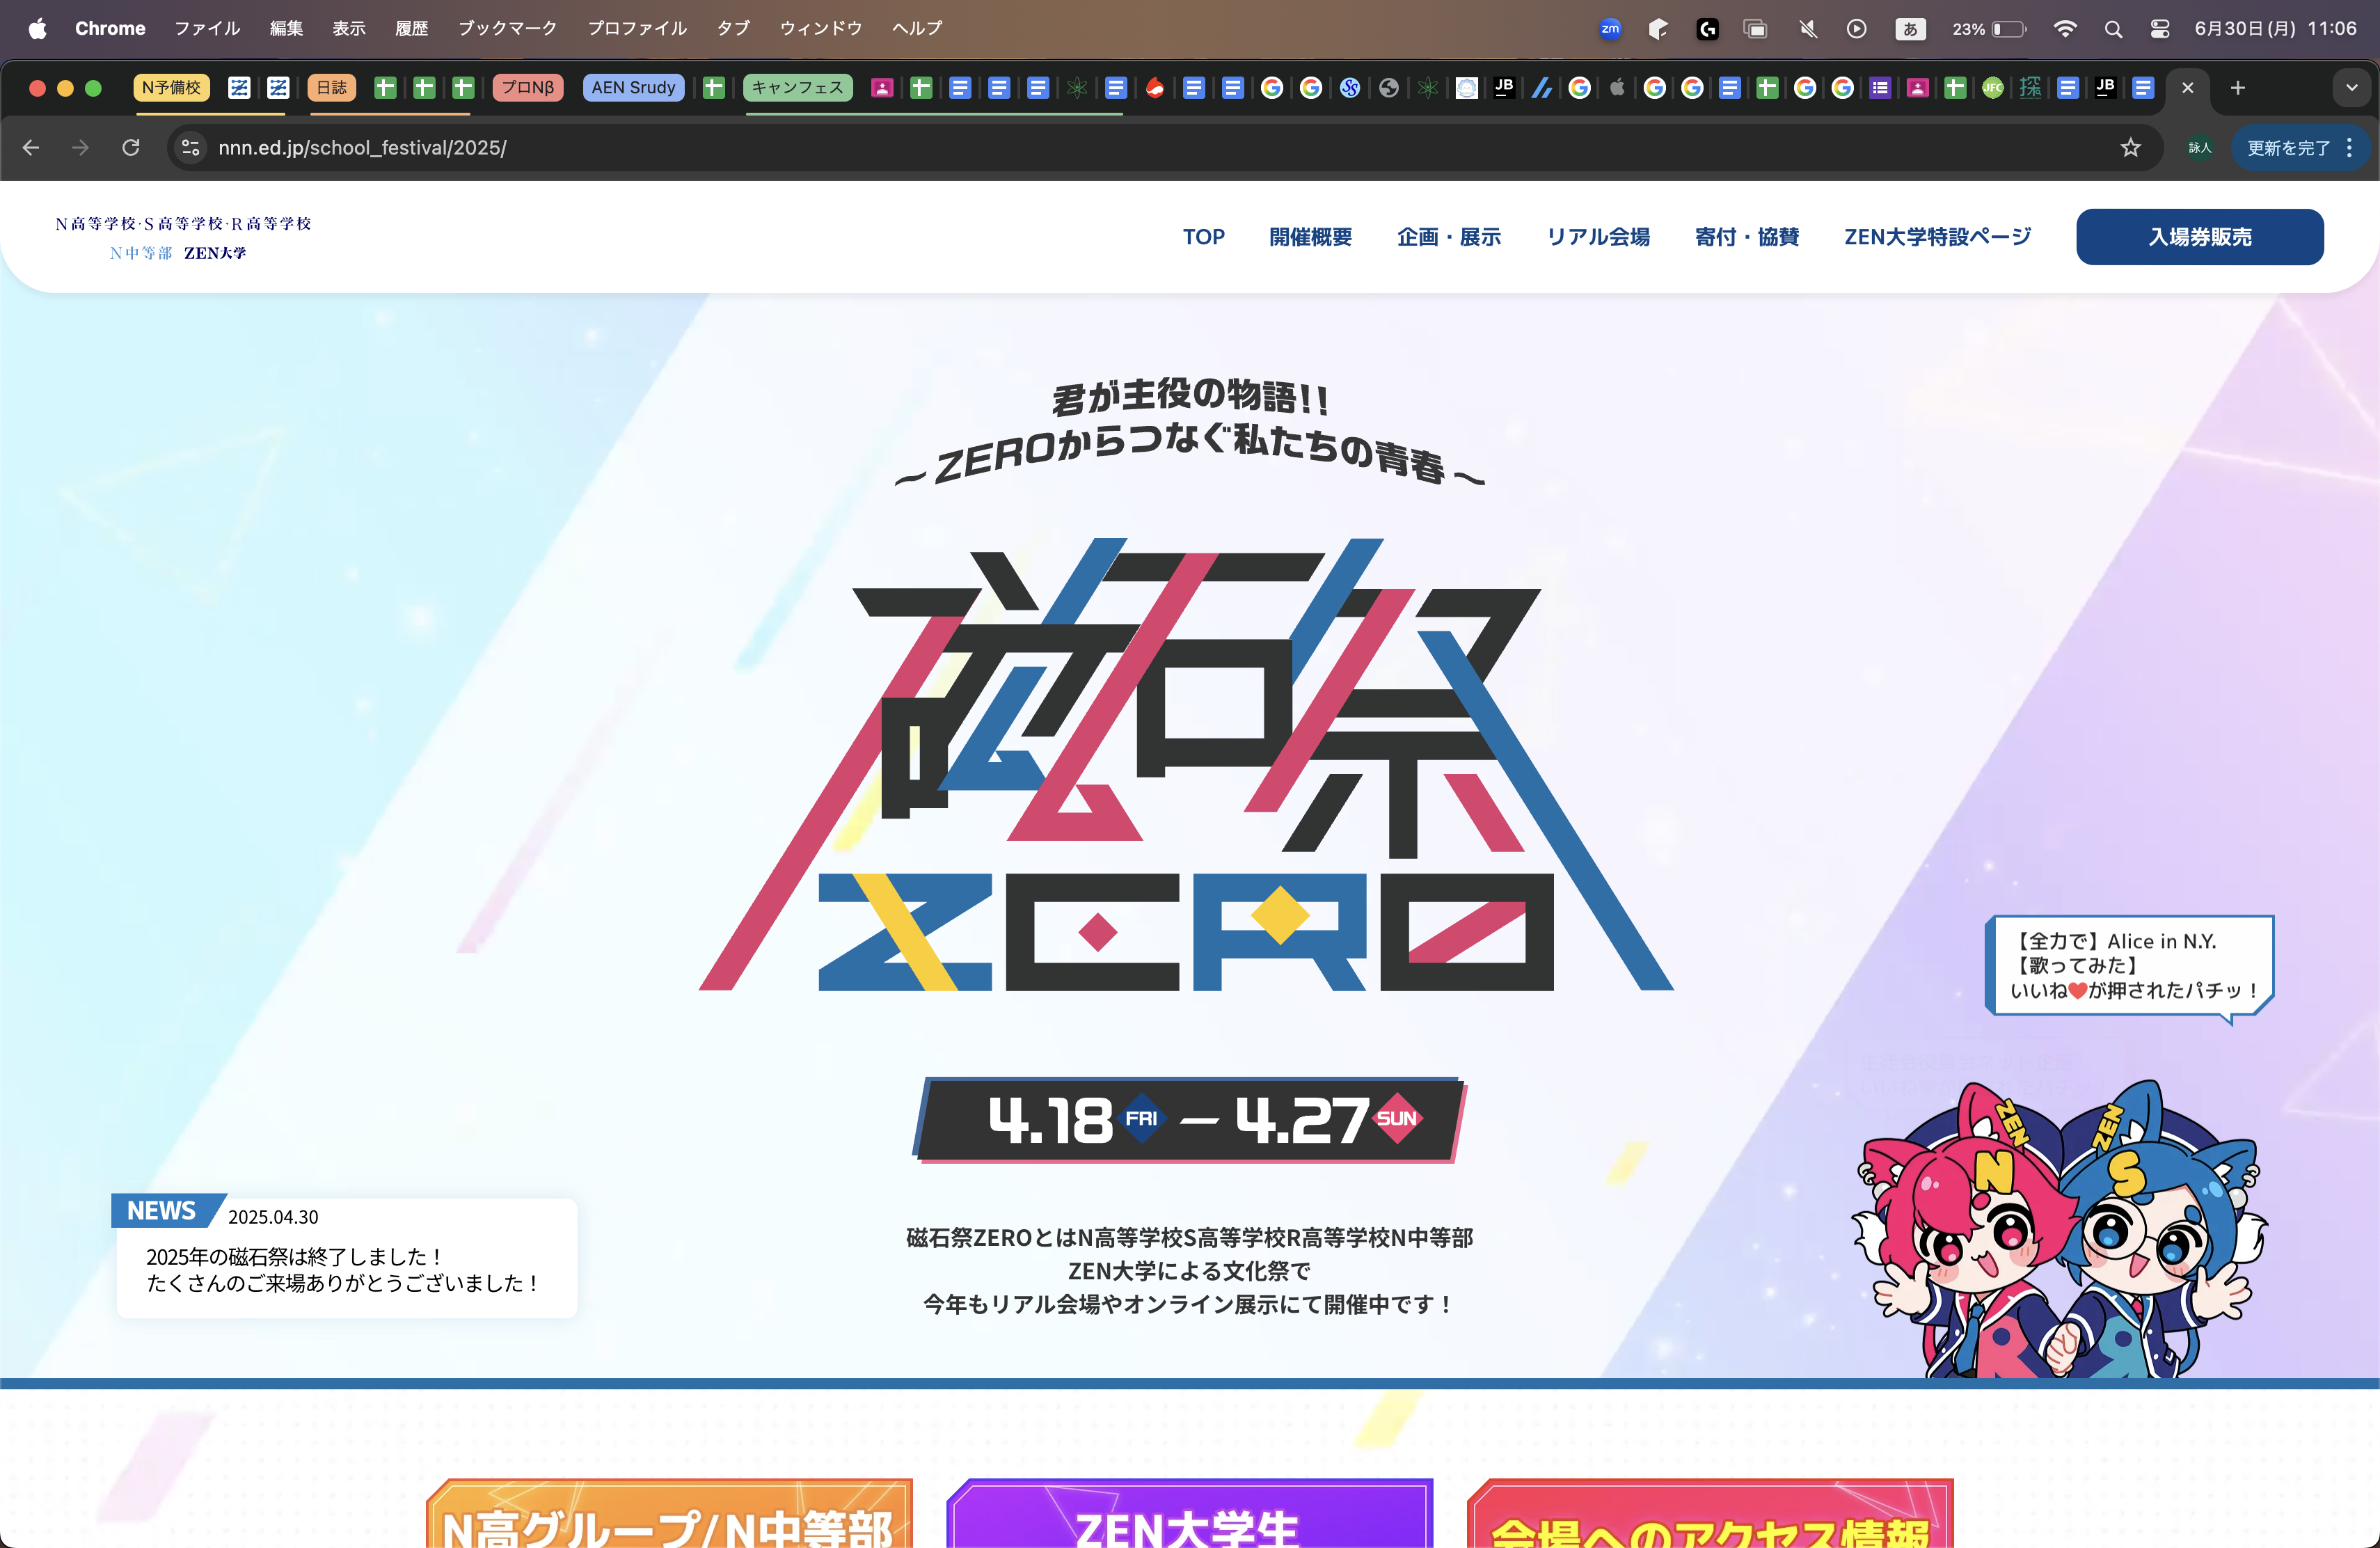 Chrome ファイル 編集 表示 履歴 ブックマーク プロファイル タブ ウィンドウ ヘルプ zm あ 23% 6月30日(月) 11:06
N予備校 日誌 プロNβ AEN Srudy キャンフェス JB JFC 探 JB
nnn.ed.jp/school_festival/2025/ 詠人 更新を完了
N高等学校・S高等学校・R高等学校
N中等部 ZEN大学
TOP 開催概要 企画・展示 リアル会場 寄付・協賛 ZEN大学特設ページ 入場券販売
君が主役の物語!!
～ZEROからつなぐ私たちの青春～
磁石祭
ZERO
【全力で】Alice in N.Y.
【歌ってみた】
いいね❤️が押されたパチッ！
4.18 FRI — 4.27 SUN
ZEN ZEN
N S
NEWS 2025.04.30
2025年の磁石祭は終了しました！
たくさんのご来場ありがとうございました！
磁石祭ZEROとはN高等学校S高等学校R高等学校N中等部
ZEN大学による文化祭で
今年もリアル会場やオンライン展示にて開催中です！
N高グループ/N中等部
ZEN大学生
会場へのアクセス情報